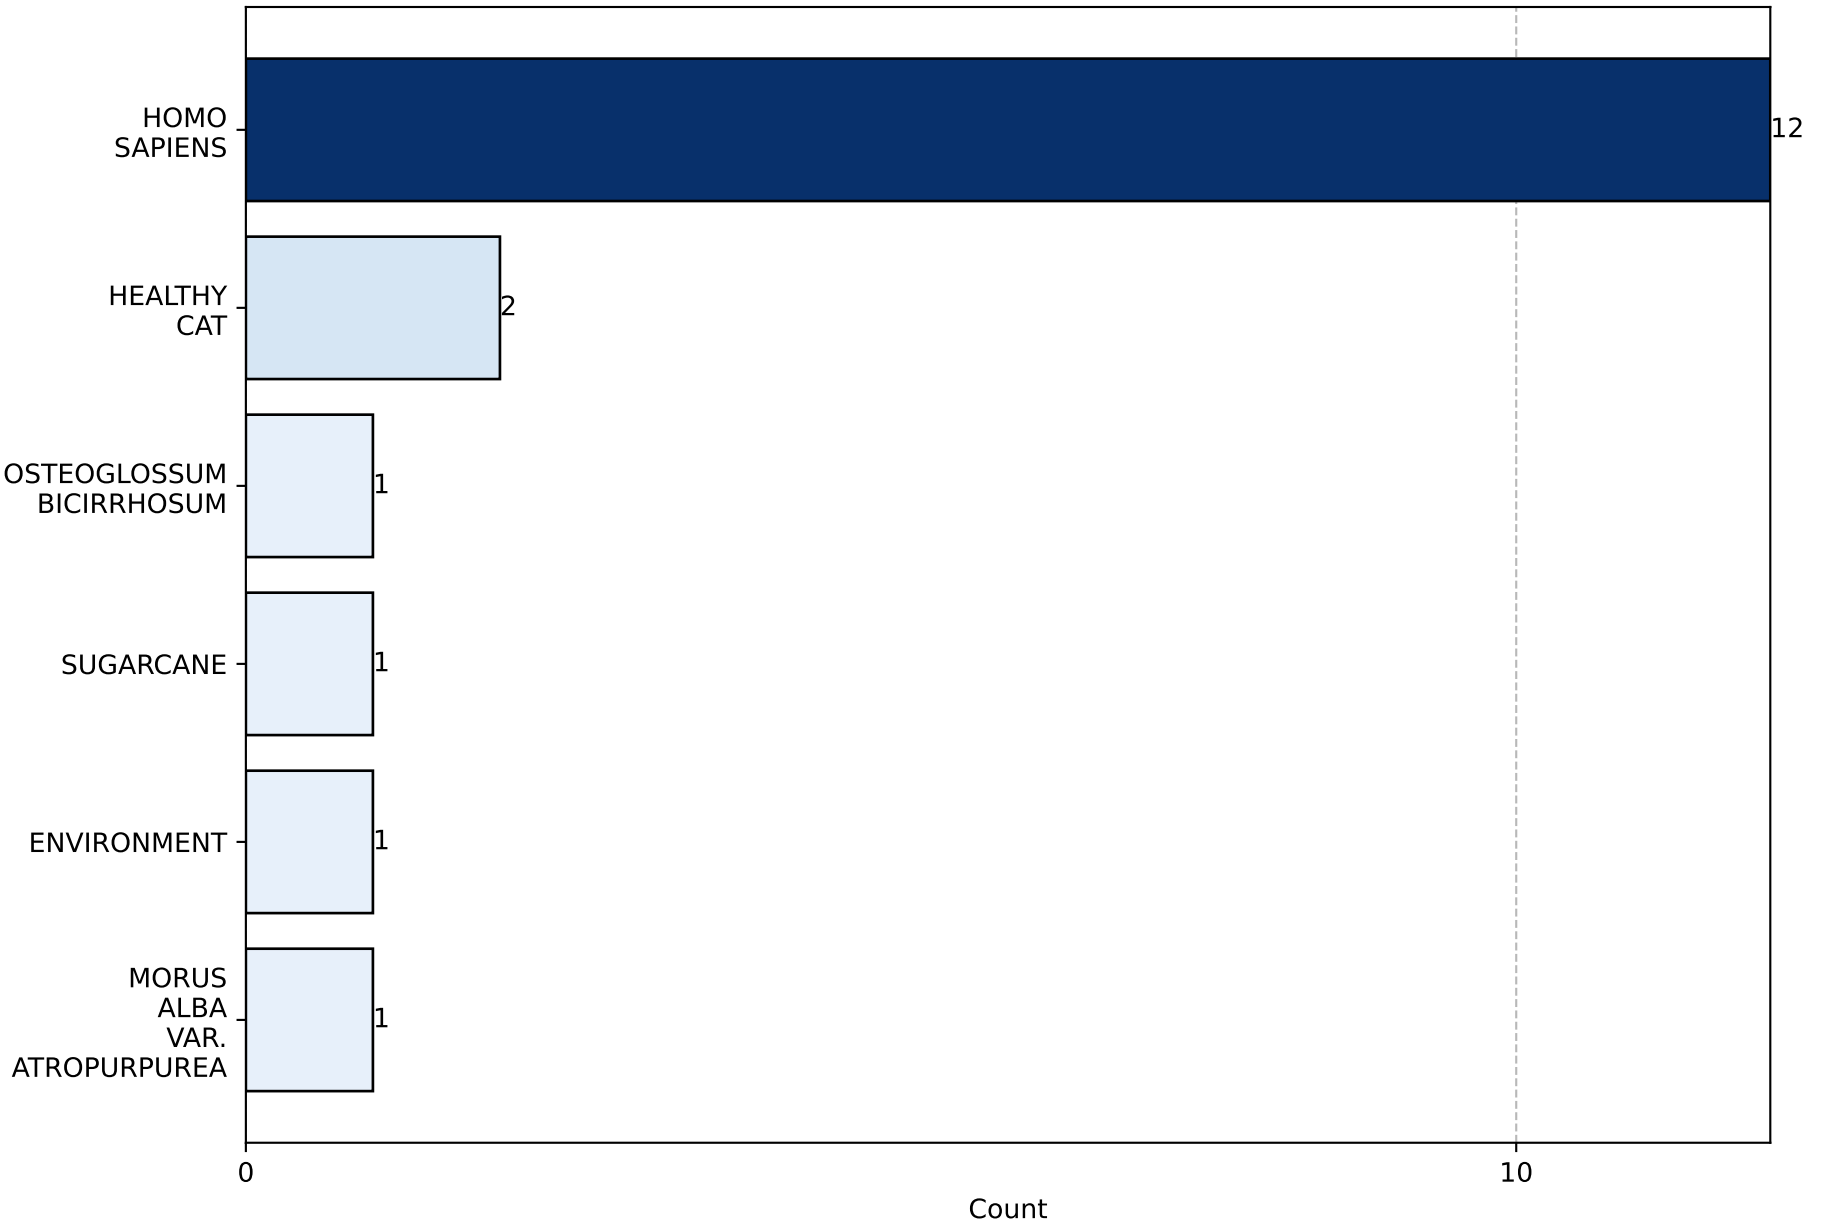 HOMO
SAPIENS
12
HEALTHY
CAT
2
OSTEOGLOSSUM
BICIRRHOSUM
1
SUGARCANE
1
ENVIRONMENT
1
MORUS
ALBA
VAR.
ATROPURPUREA
1
0
10
Count